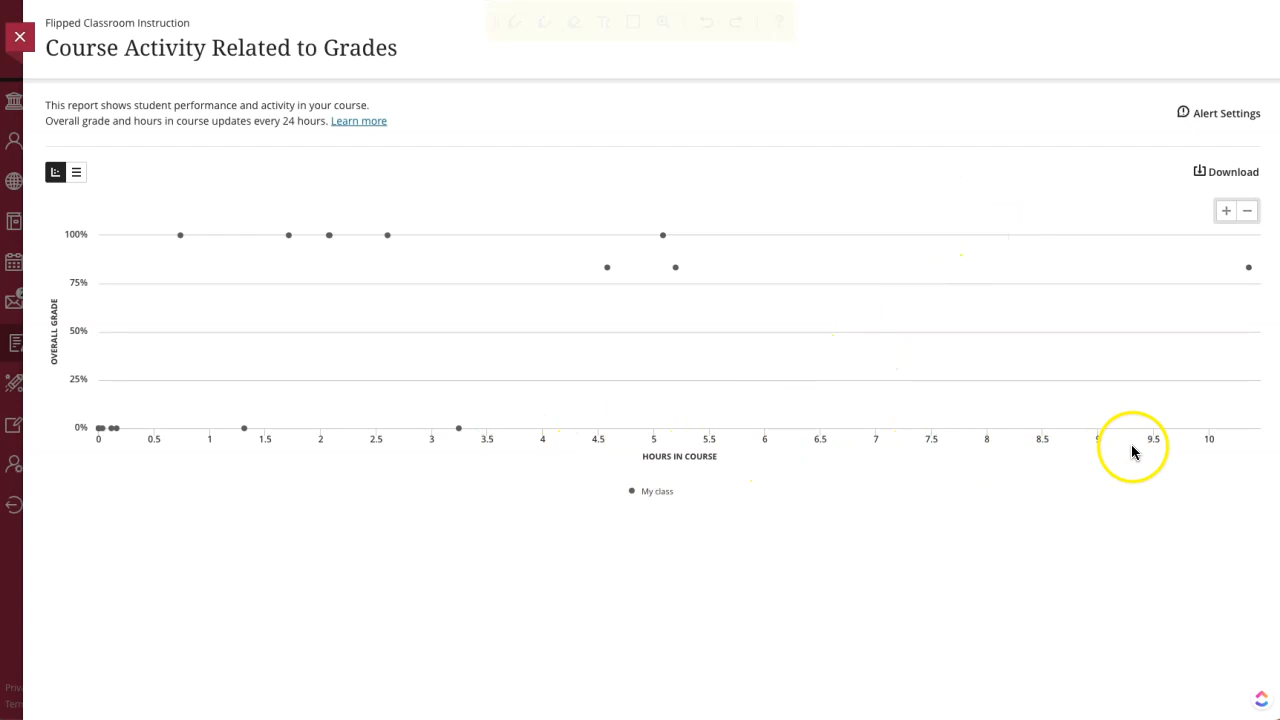 Flipped Classroom Instruction
Course Activity Related to Grades
This report shows student performance and activity in your course.
Overall grade and hours in course updates every 24 hours. Learn more
Alert Settings
Download
100%
75%
50%
25%
0%
OVERALL GRADE
0 0.5 1 1.5 2 2.5 3 3.5 4 4.5 5 5.5 6 6.5 7 7.5 8 8.5 9 9.5 10
HOURS IN COURSE
My class